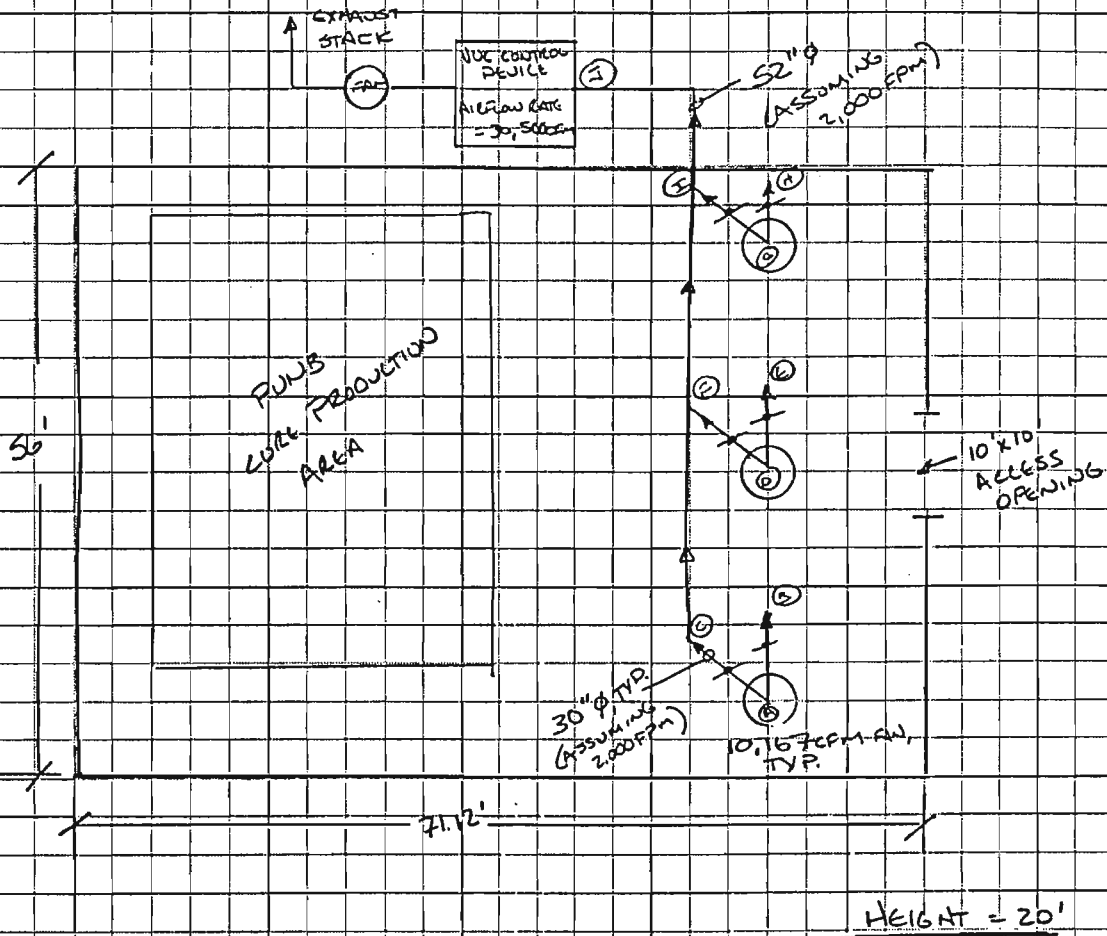 EXHAUST
STACK
FAN
VOC CONTROL
DEVICE
AIRFLOW RATE
= 30,500CFM
J
52" Ø
(ASSUMING
2,000 FPM)
I
H
G
F
E
D
56'
PUNB
CORE PRODUCTION
AREA
10'x10'
ACCESS
OPENING
C
B
A
30" Ø, TYP.
(ASSUMING
2,000 FPM)
10,167 CFM FAN,
TYP.
71.12'
HEIGHT = 20'